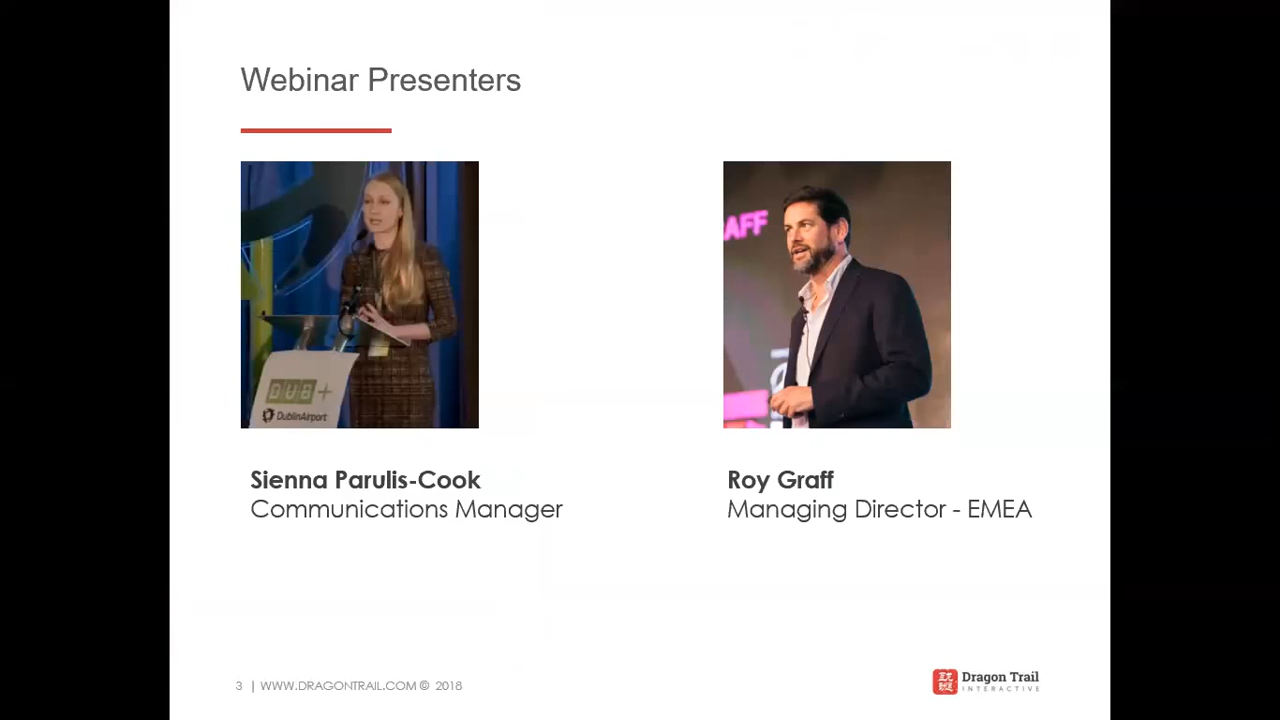 Webinar Presenters
AFF
DUB+
DublinAirport
Sienna Parulis-Cook
Communications Manager
Roy Graff
Managing Director - EMEA
3 | WWW.DRAGONTRAIL.COM © 2018
Dragon Trail
INTERACTIVE